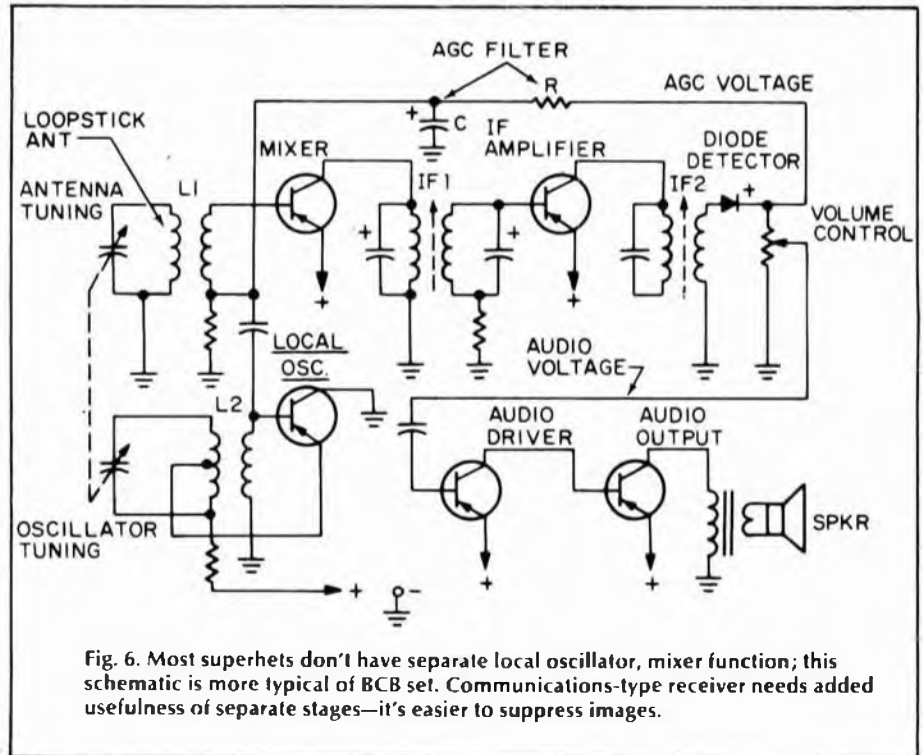 AGC FILTER
R
AGC VOLTAGE
LOOPSTICK
ANT
+
C
IF
AMPLIFIER
DIODE
DETECTOR
MIXER
L1
ANTENNA
TUNING
IF1
IF2
+
VOLUME
CONTROL
+
+
+
+
LOCAL
OSC.
AUDIO
VOLTAGE
L2
AUDIO
DRIVER
AUDIO
OUTPUT
OSCILLATOR
TUNING
SPKR
+
+
+ -
Fig. 6. Most superhets don't have separate local oscillator, mixer function; this
schematic is more typical of BCB set. Communications-type receiver needs added
usefulness of separate stages—it's easier to suppress images.